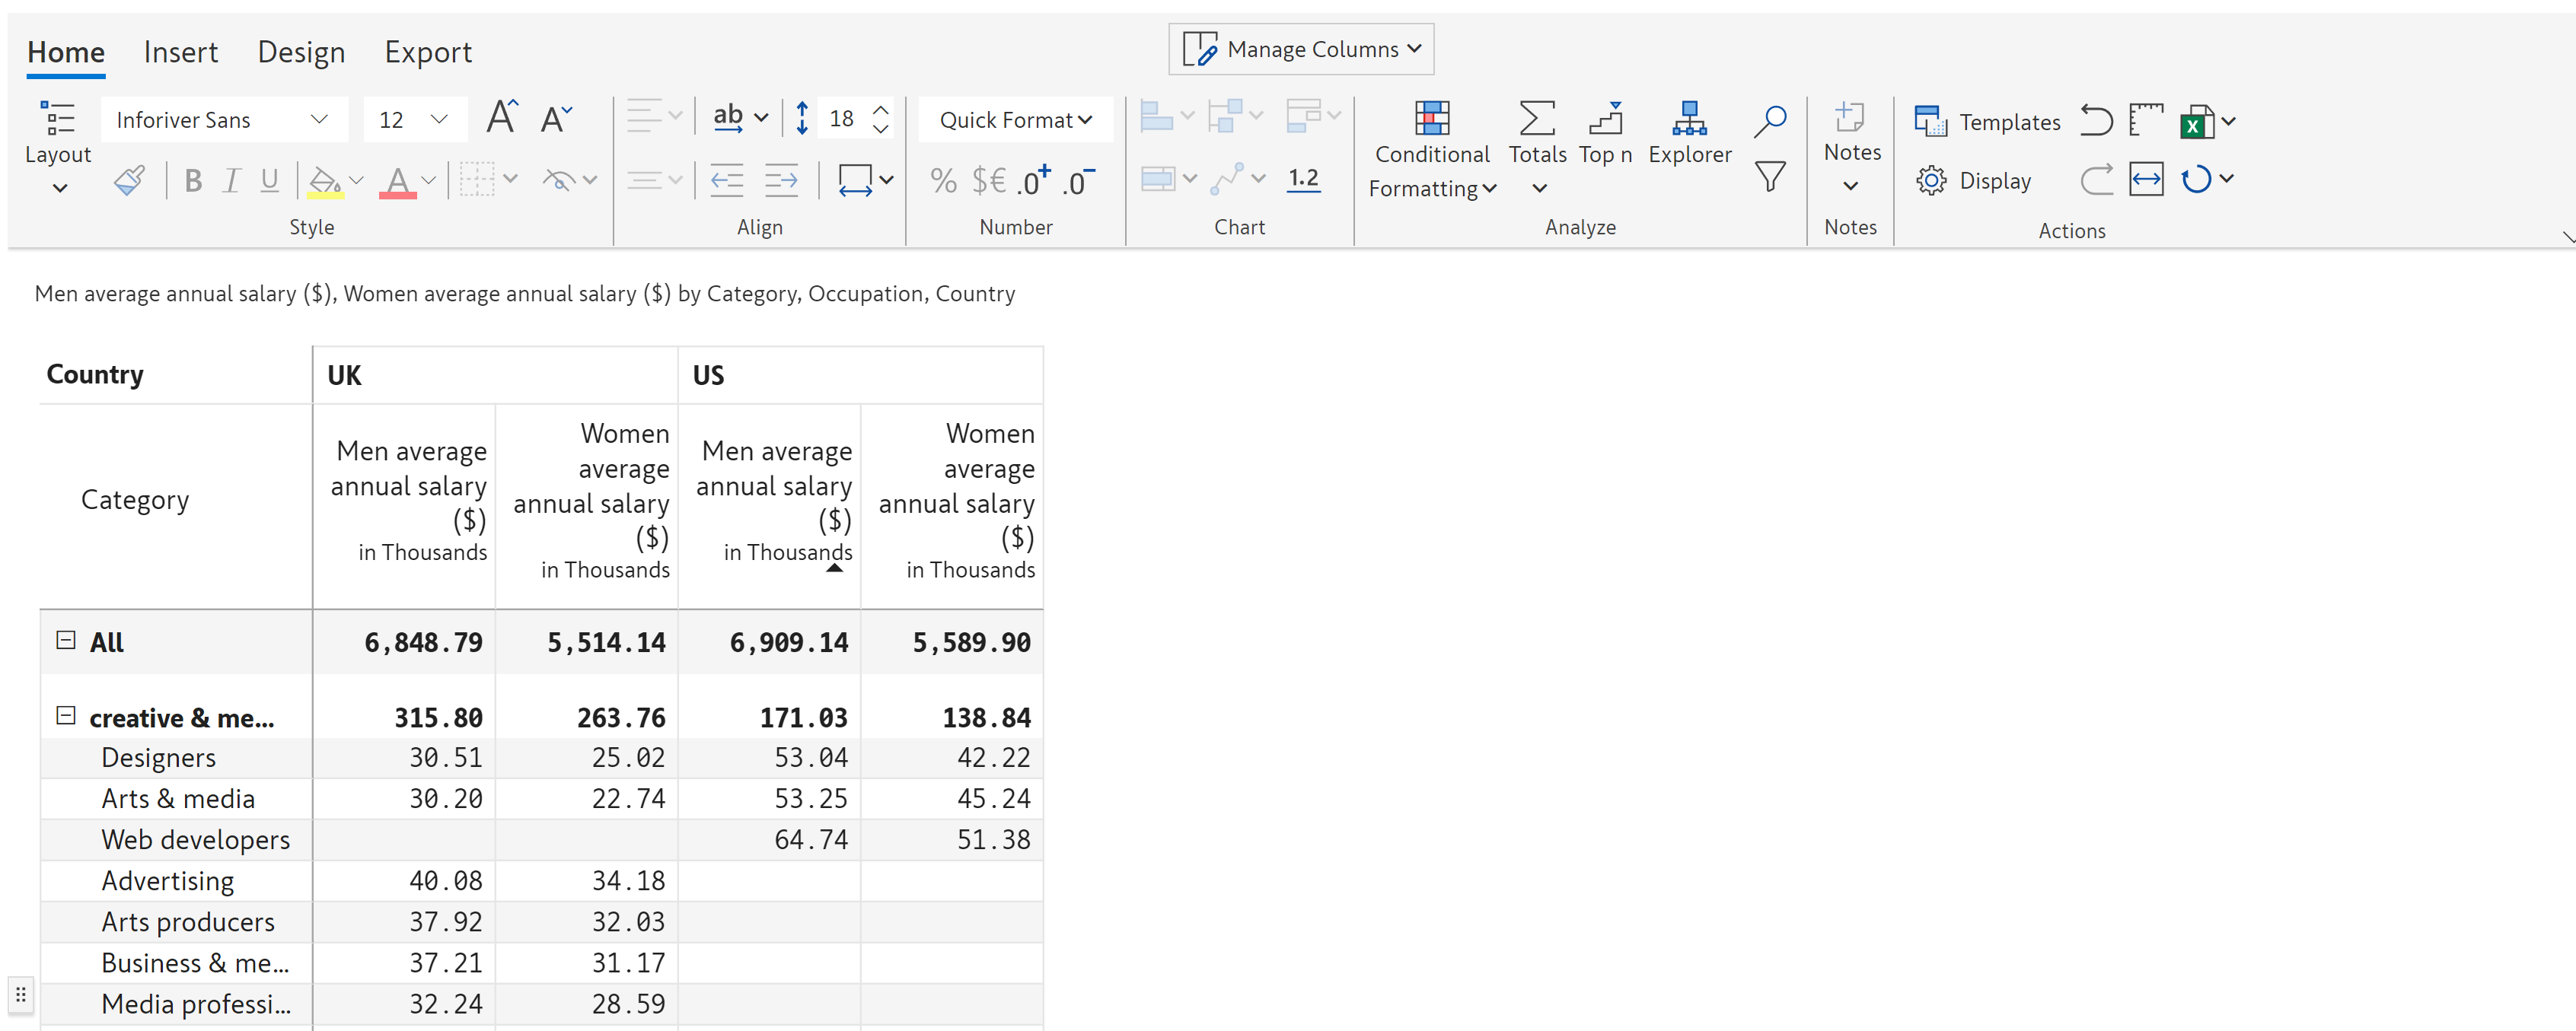 Home Insert Design Export Manage Columns
Inforiver Sans 12 A A ab 18 Quick Format
Layout Conditional Formatting Totals Top n Explorer Notes Templates
B I U A % $€ .0+ .0- 1.2 Display
Style Align Number Chart Analyze Notes Actions
Men average annual salary ($), Women average annual salary ($) by Category, Occupation, Country
Country UK US
Category Men average annual salary ($) in Thousands Women average annual salary ($) in Thousands Men average annual salary ($) in Thousands Women average annual salary ($) in Thousands
All 6,848.79 5,514.14 6,909.14 5,589.90
creative & me... 315.80 263.76 171.03 138.84
Designers 30.51 25.02 53.04 42.22
Arts & media 30.20 22.74 53.25 45.24
Web developers 64.74 51.38
Advertising 40.08 34.18
Arts producers 37.92 32.03
Business & me... 37.21 31.17
Media professi... 32.24 28.59